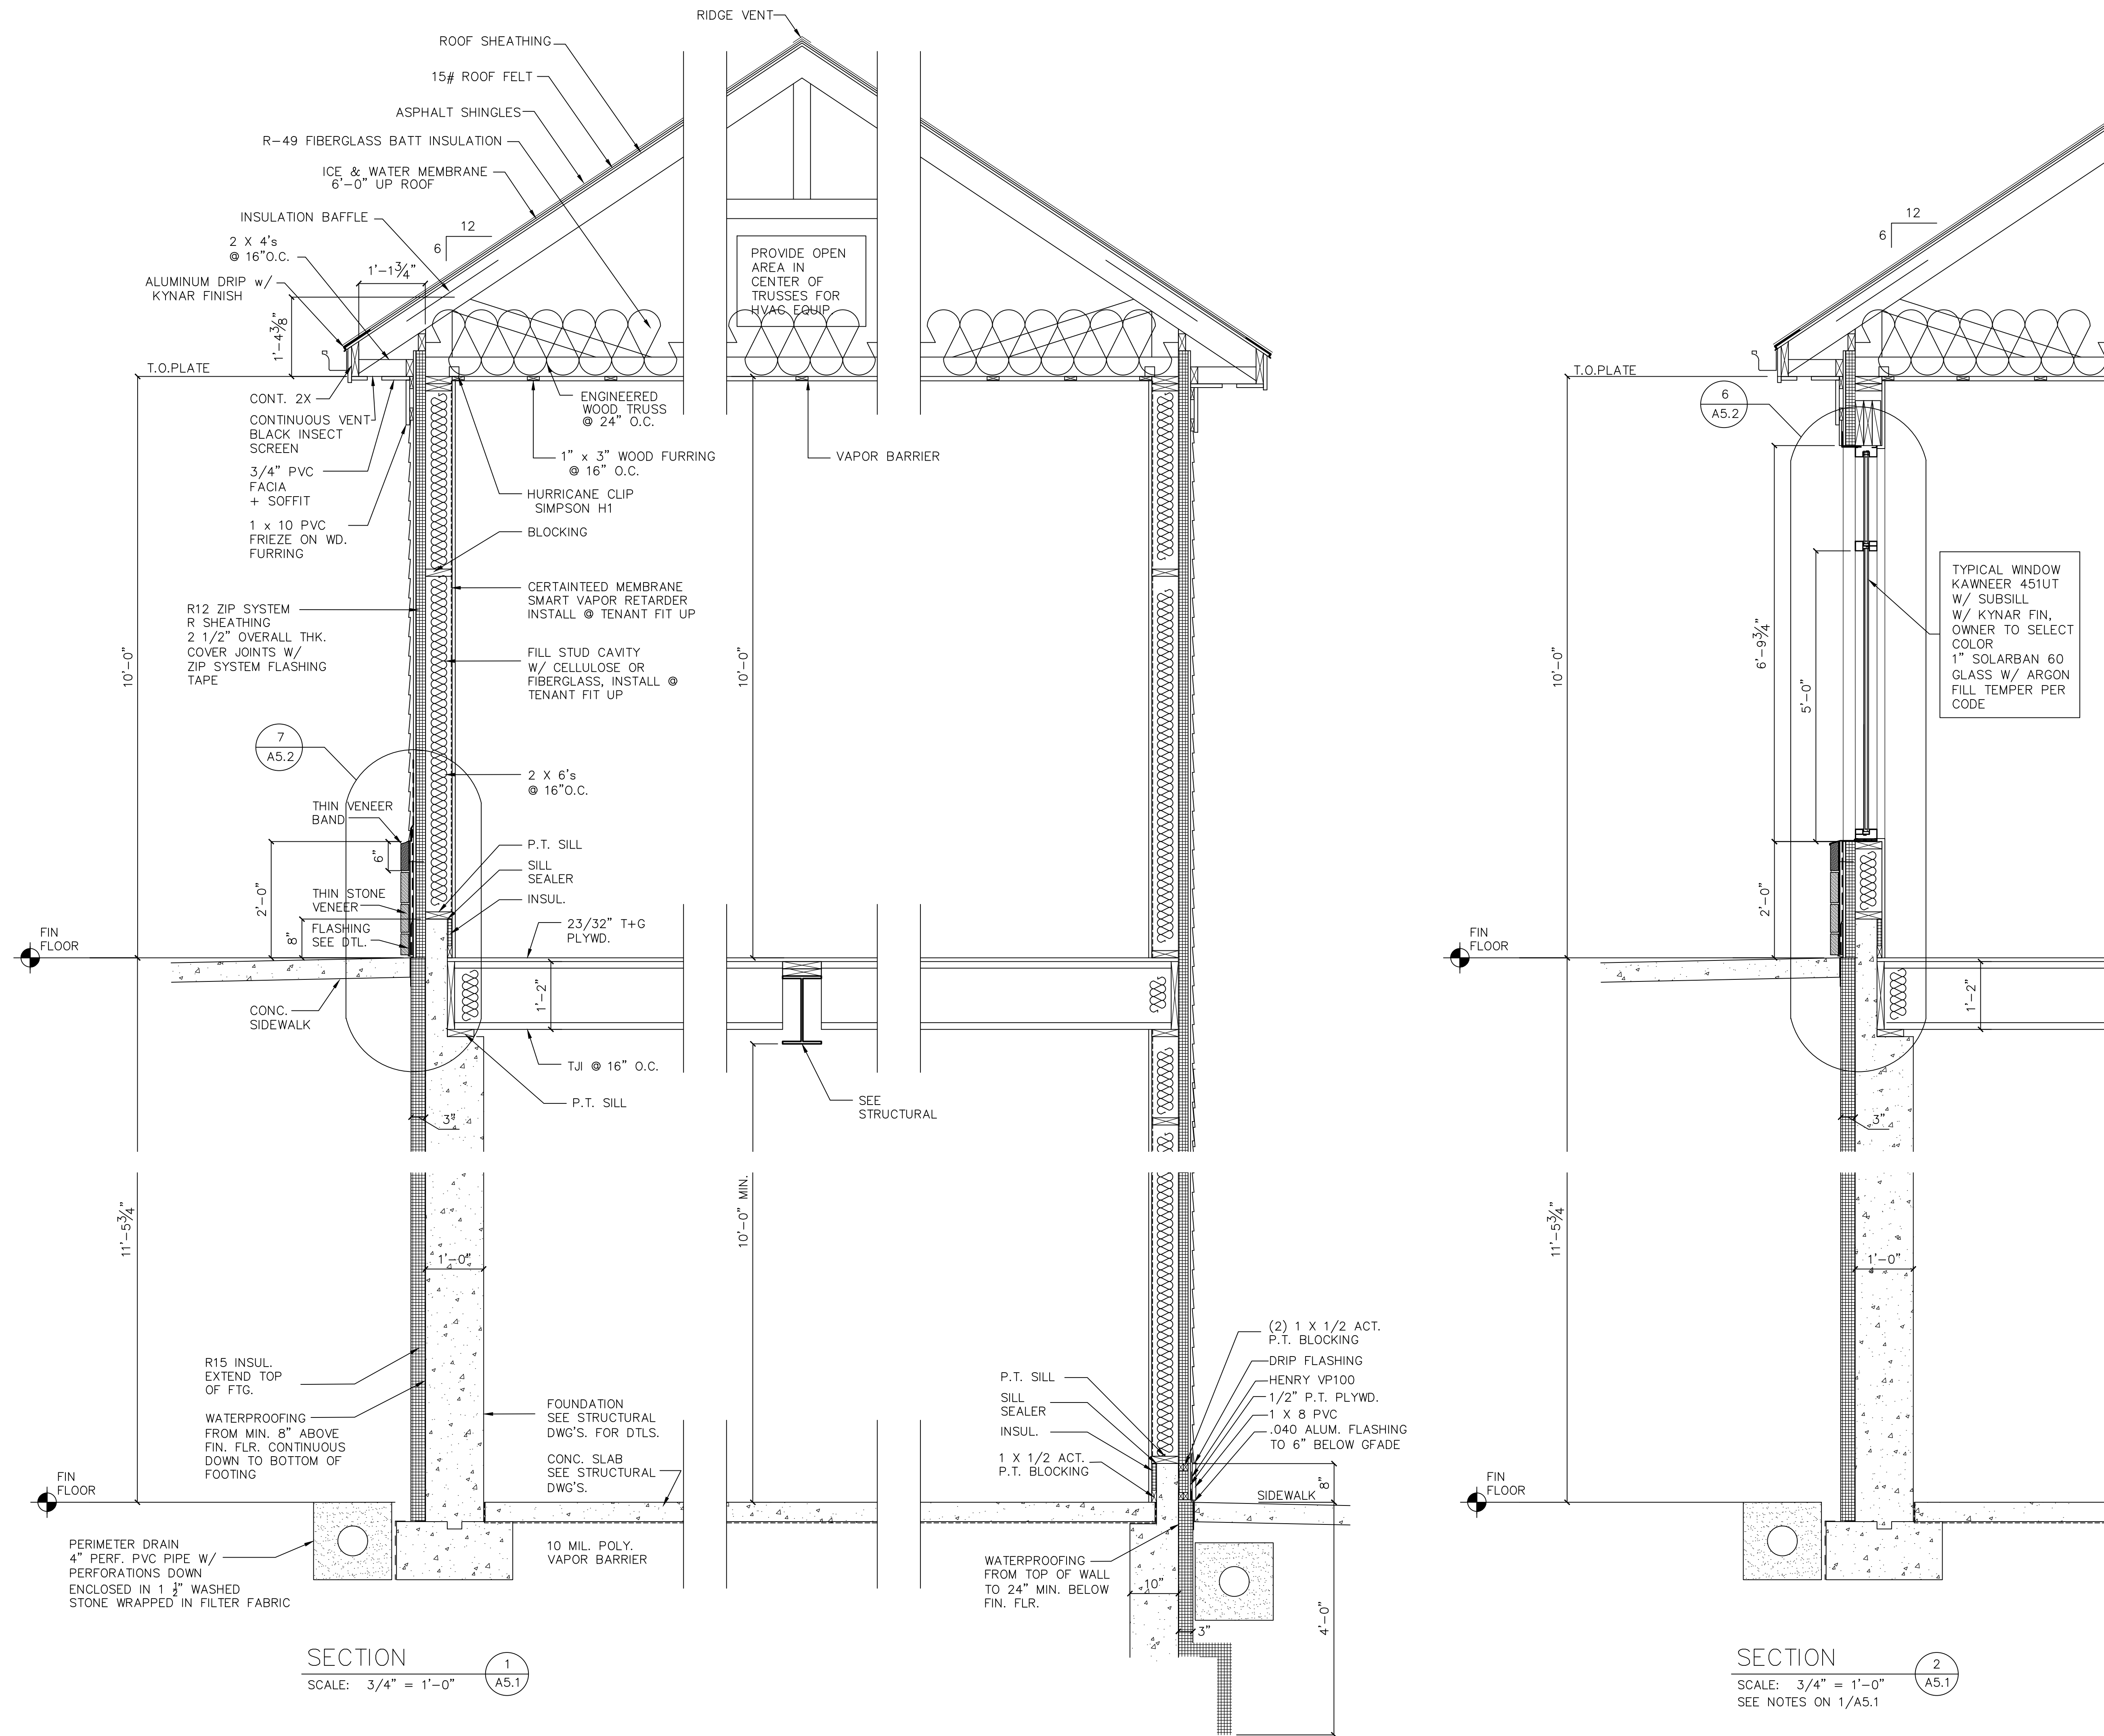 RIDGE VENT
ROOF SHEATHING
15# ROOF FELT
ASPHALT SHINGLES
R-49 FIBERGLASS BATT INSULATION
ICE & WATER MEMBRANE
6'-0" UP ROOF
INSULATION BAFFLE
12
6
2 X 4's
@ 16"O.C.
1'-1 3/4"
ALUMINUM DRIP w/
KYNAR FINISH
1'-4 3/8"
PROVIDE OPEN
AREA IN
CENTER OF
TRUSSES FOR
HVAC EQUIP
T.O.PLATE
CONT. 2X
CONTINUOUS VENT
BLACK INSECT
SCREEN
3/4" PVC
FACIA
+ SOFFIT
1 x 10 PVC
FRIEZE ON WD.
FURRING
ENGINEERED
WOOD TRUSS
@ 24" O.C.
1" x 3" WOOD FURRING
@ 16" O.C.
VAPOR BARRIER
HURRICANE CLIP
SIMPSON H1
BLOCKING
CERTAINTEED MEMBRANE
SMART VAPOR RETARDER
INSTALL @ TENANT FIT UP
R12 ZIP SYSTEM
R SHEATHING
2 1/2" OVERALL THK.
COVER JOINTS W/
ZIP SYSTEM FLASHING
TAPE
FILL STUD CAVITY
W/ CELLULOSE OR
FIBERGLASS, INSTALL @
TENANT FIT UP
10'-0"
10'-0"
7
A5.2
2 X 6's
@ 16"O.C.
THIN VENEER
BAND
6"
2'-0"
P.T. SILL
SILL
SEALER
INSUL.
THIN STONE
VENEER
FLASHING
SEE DTL.
8"
23/32" T+G
PLYWD.
FIN
FLOOR
1'-2"
CONC.
SIDEWALK
TJI @ 16" O.C.
P.T. SILL
SEE
STRUCTURAL
3"
11'-5 3/4"
10'-0" MIN.
1'-0"
R15 INSUL.
EXTEND TOP
OF FTG.
WATERPROOFING
FROM MIN. 8" ABOVE
FIN. FLR. CONTINUOUS
DOWN TO BOTTOM OF
FOOTING
FOUNDATION
SEE STRUCTURAL
DWG'S. FOR DTLS.
CONC. SLAB
SEE STRUCTURAL
DWG'S.
FIN
FLOOR
PERIMETER DRAIN
4" PERF. PVC PIPE W/
PERFORATIONS DOWN
ENCLOSED IN 1 1/2" WASHED
STONE WRAPPED IN FILTER FABRIC
10 MIL. POLY.
VAPOR BARRIER
P.T. SILL
SILL
SEALER
INSUL.
1 X 1/2 ACT.
P.T. BLOCKING
(2) 1 X 1/2 ACT.
P.T. BLOCKING
DRIP FLASHING
HENRY VP100
1/2" P.T. PLYWD.
1 X 8 PVC
.040 ALUM. FLASHING
TO 6" BELOW GFADE
8"
SIDEWALK
WATERPROOFING
FROM TOP OF WALL
TO 24" MIN. BELOW
FIN. FLR.
10"
3"
4'-0"
SECTION
SCALE: 3/4" = 1'-0"
1
A5.1
12
6
T.O.PLATE
6
A5.2
TYPICAL WINDOW
KAWNEER 451UT
W/ SUBSILL
W/ KYNAR FIN,
OWNER TO SELECT
COLOR
1" SOLARBAN 60
GLASS W/ ARGON
FILL TEMPER PER
CODE
10'-0"
6'-9 3/4"
5'-0"
2'-0"
FIN
FLOOR
1'-2"
3"
11'-5 3/4"
1'-0"
FIN
FLOOR
SECTION
SCALE: 3/4" = 1'-0"
SEE NOTES ON 1/A5.1
2
A5.1